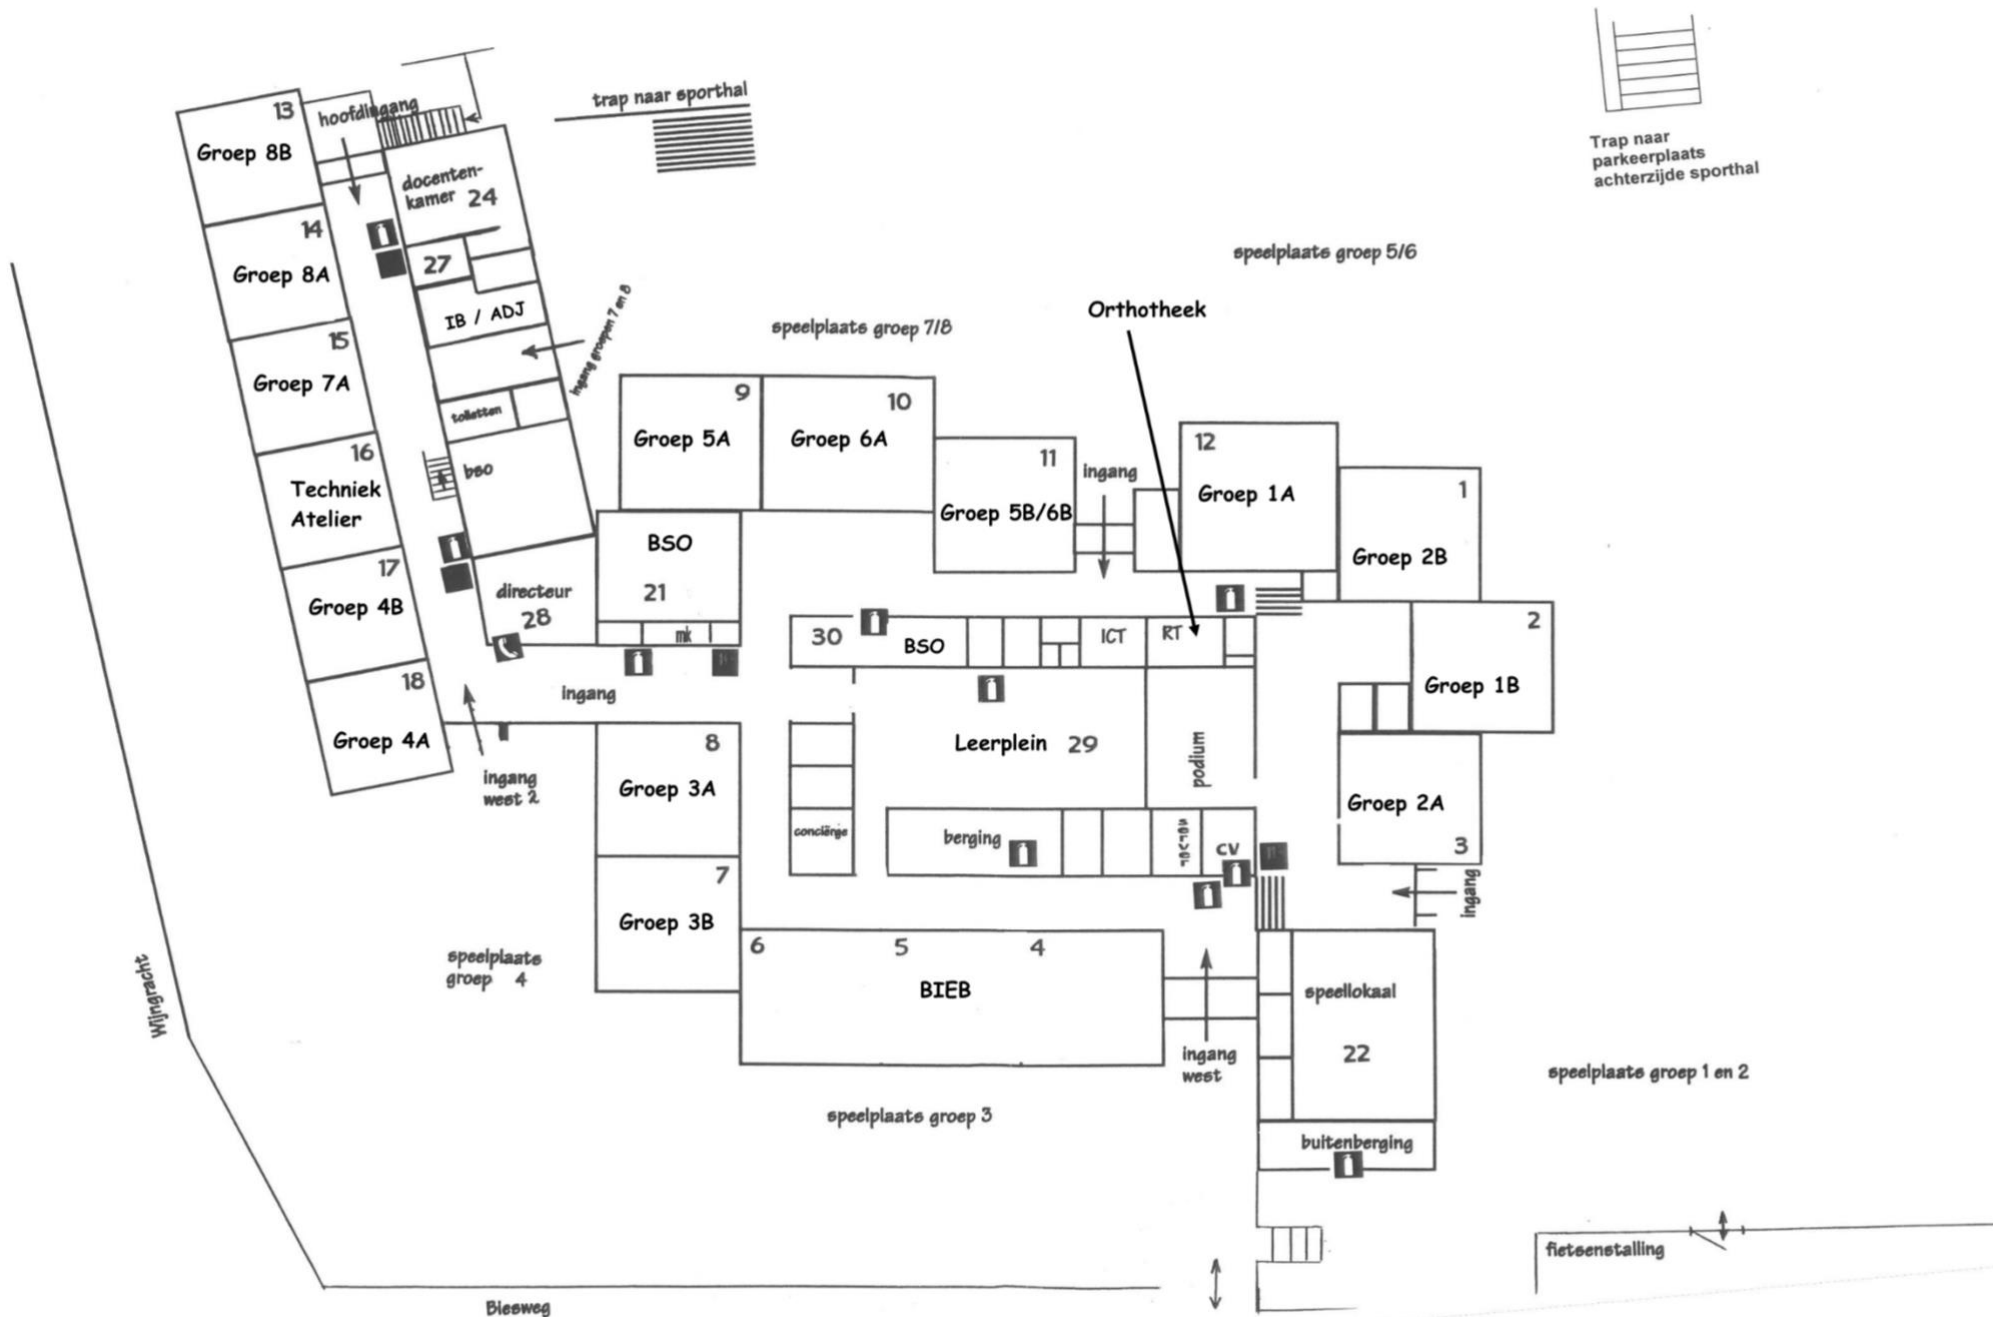 trap naar sporthal
Trap naar
parkeerplaats
achterzijde sporthal
13
hoofdingang
Groep 8B
docenten-
kamer 24
14
Groep 8A
27
IB / ADJ
ingang groepen 7 en 8
15
Groep 7A
toiletten
16
Techniek
Atelier
bso
17
Groep 4B
directeur
28
18
Groep 4A
ingang
west 2
ingang
speelplaats groep 7/8
speelplaats groep 5/6
Orthotheek
9
Groep 5A
10
Groep 6A
11
Groep 5B/6B
ingang
12
Groep 1A
1
Groep 2B
2
Groep 1B
Groep 2A
3
ingang
BSO
21
mk
30
BSO
ICT
RT
Leerplein 29
podium
8
Groep 3A
7
Groep 3B
conciërge
berging
server
CV
6
5
4
BIEB
ingang
west
speellokaal
22
buitenberging
speelplaats
groep 4
speelplaats groep 3
speelplaats groep 1 en 2
fietsenstalling
Wijngracht
Biesweg